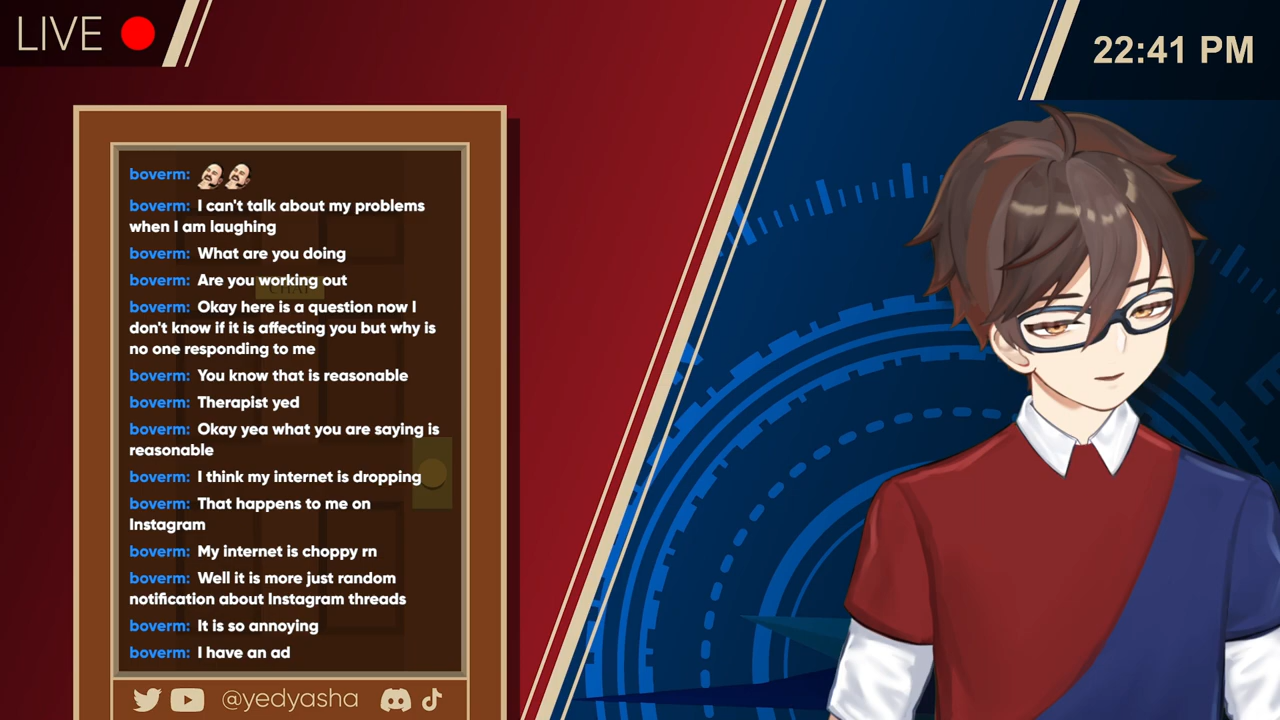 LIVE
22:41 PM
boverm:
boverm: I can't talk about my problems
when I am laughing
boverm: What are you doing
boverm: Are you working out
boverm: Okay here is a question now I
don't know if it is affecting you but why is
no one responding to me
boverm: You know that is reasonable
boverm: Therapist yed
boverm: Okay yea what you are saying is
reasonable
boverm: I think my internet is dropping
boverm: That happens to me on
Instagram
boverm: My internet is choppy rn
boverm: Well it is more just random
notification about Instagram threads
boverm: It is so annoying
boverm: I have an ad
@yedyasha